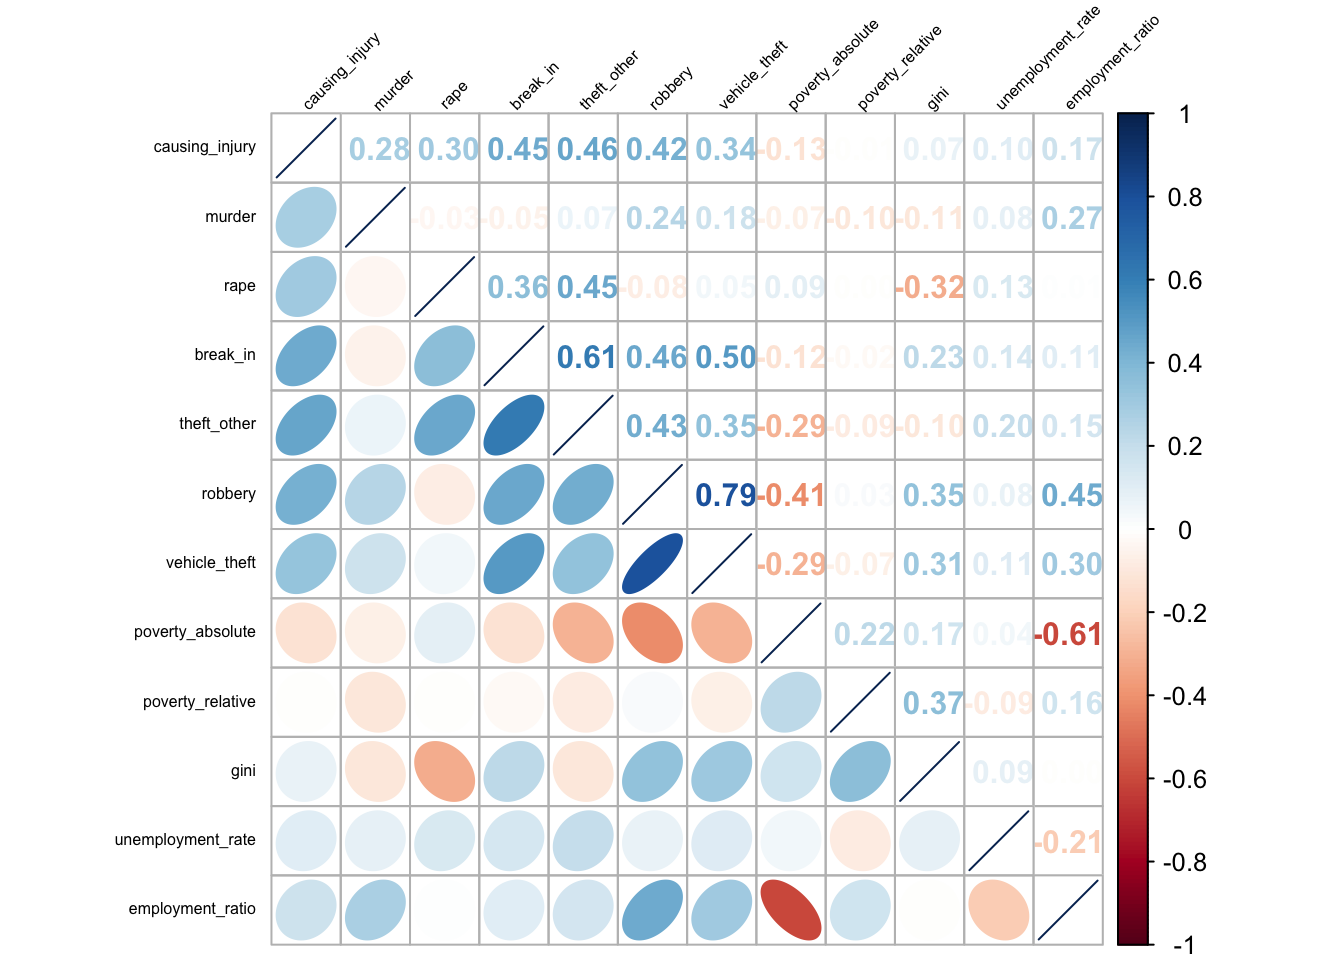 causing_injury murder rape break_in theft_other robbery vehicle_theft poverty_absolute poverty_relative gini unemployment_rate employment_ratio
causing_injury 0.28 0.30 0.45 0.46 0.42 0.34 -0.13 0.07 0.10 0.17
murder -0.03 -0.05 0.07 0.24 0.18 -0.07 -0.10 -0.11 0.08 0.27
rape 0.36 0.45 -0.08 0.05 0.09 -0.32 0.13
break_in 0.61 0.46 0.50 -0.12 -0.02 0.23 0.14 0.11
theft_other 0.43 0.35 -0.29 -0.09 -0.10 0.20 0.15
robbery 0.79 -0.41 0.03 0.35 0.08 0.45
vehicle_theft -0.29 -0.07 0.31 0.11 0.30
poverty_absolute 0.22 0.17 0.04 -0.61
poverty_relative 0.37 -0.09 0.16
gini 0.09
unemployment_rate -0.21
employment_ratio
1
0.8
0.6
0.4
0.2
0
-0.2
-0.4
-0.6
-0.8
-1